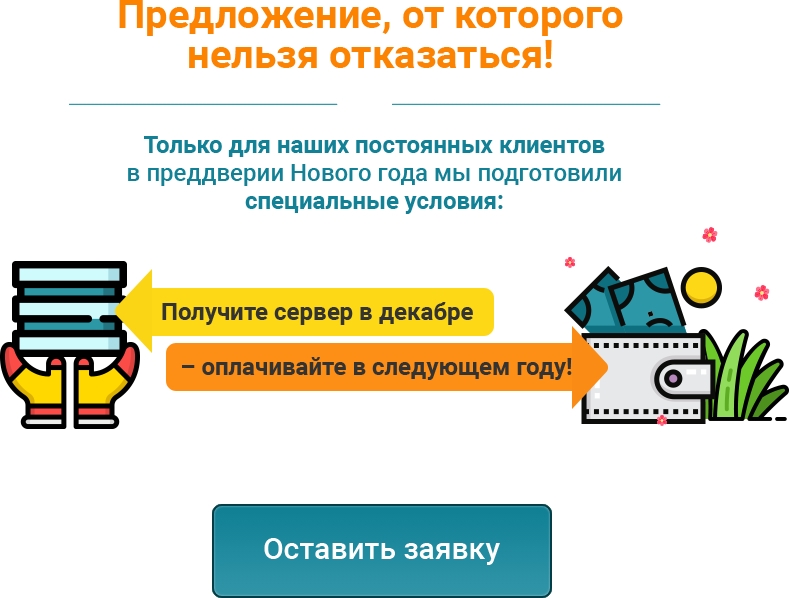 Предложение, от которого
нельзя отказаться!
Только для наших постоянных клиентов
в преддверии Нового года мы подготовили
специальные условия:
Получите сервер в декабре
– оплачивайте в следующем году!
Оставить заявку